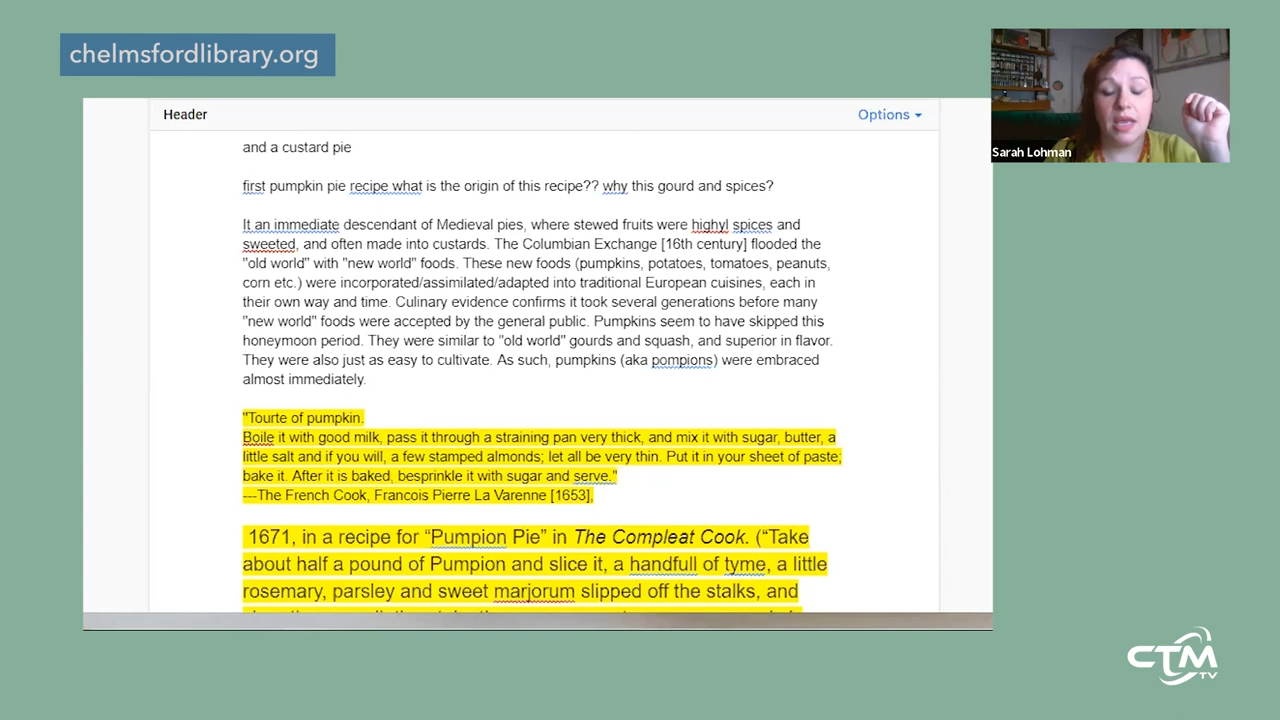 chelmsfordlibrary.org
Header
Options
and a custard pie
first pumpkin pie recipe what is the origin of this recipe?? why this gourd and spices?
It an immediate descendant of Medieval pies, where stewed fruits were highyl spices and
sweeted, and often made into custards. The Columbian Exchange [16th century] flooded the
"old world" with "new world" foods. These new foods (pumpkins, potatoes, tomatoes, peanuts,
corn etc.) were incorporated/assimilated/adapted into traditional European cuisines, each in
their own way and time. Culinary evidence confirms it took several generations before many
"new world" foods were accepted by the general public. Pumpkins seem to have skipped this
honeymoon period. They were similar to "old world" gourds and squash, and superior in flavor.
They were also just as easy to cultivate. As such, pumpkins (aka pompions) were embraced
almost immediately.
"Tourte of pumpkin.
Boile it with good milk, pass it through a straining pan very thick, and mix it with sugar, butter, a
little salt and if you will, a few stamped almonds; let all be very thin. Put it in your sheet of paste;
bake it. After it is baked, besprinkle it with sugar and serve."
---The French Cook, Francois Pierre La Varenne [1653],
1671, in a recipe for “Pumpion Pie” in The Compleat Cook. (“Take
about half a pound of Pumpion and slice it, a handfull of tyme, a little
rosemary, parsley and sweet marjorum slipped off the stalks, and
Sarah Lohman
CTM
TV